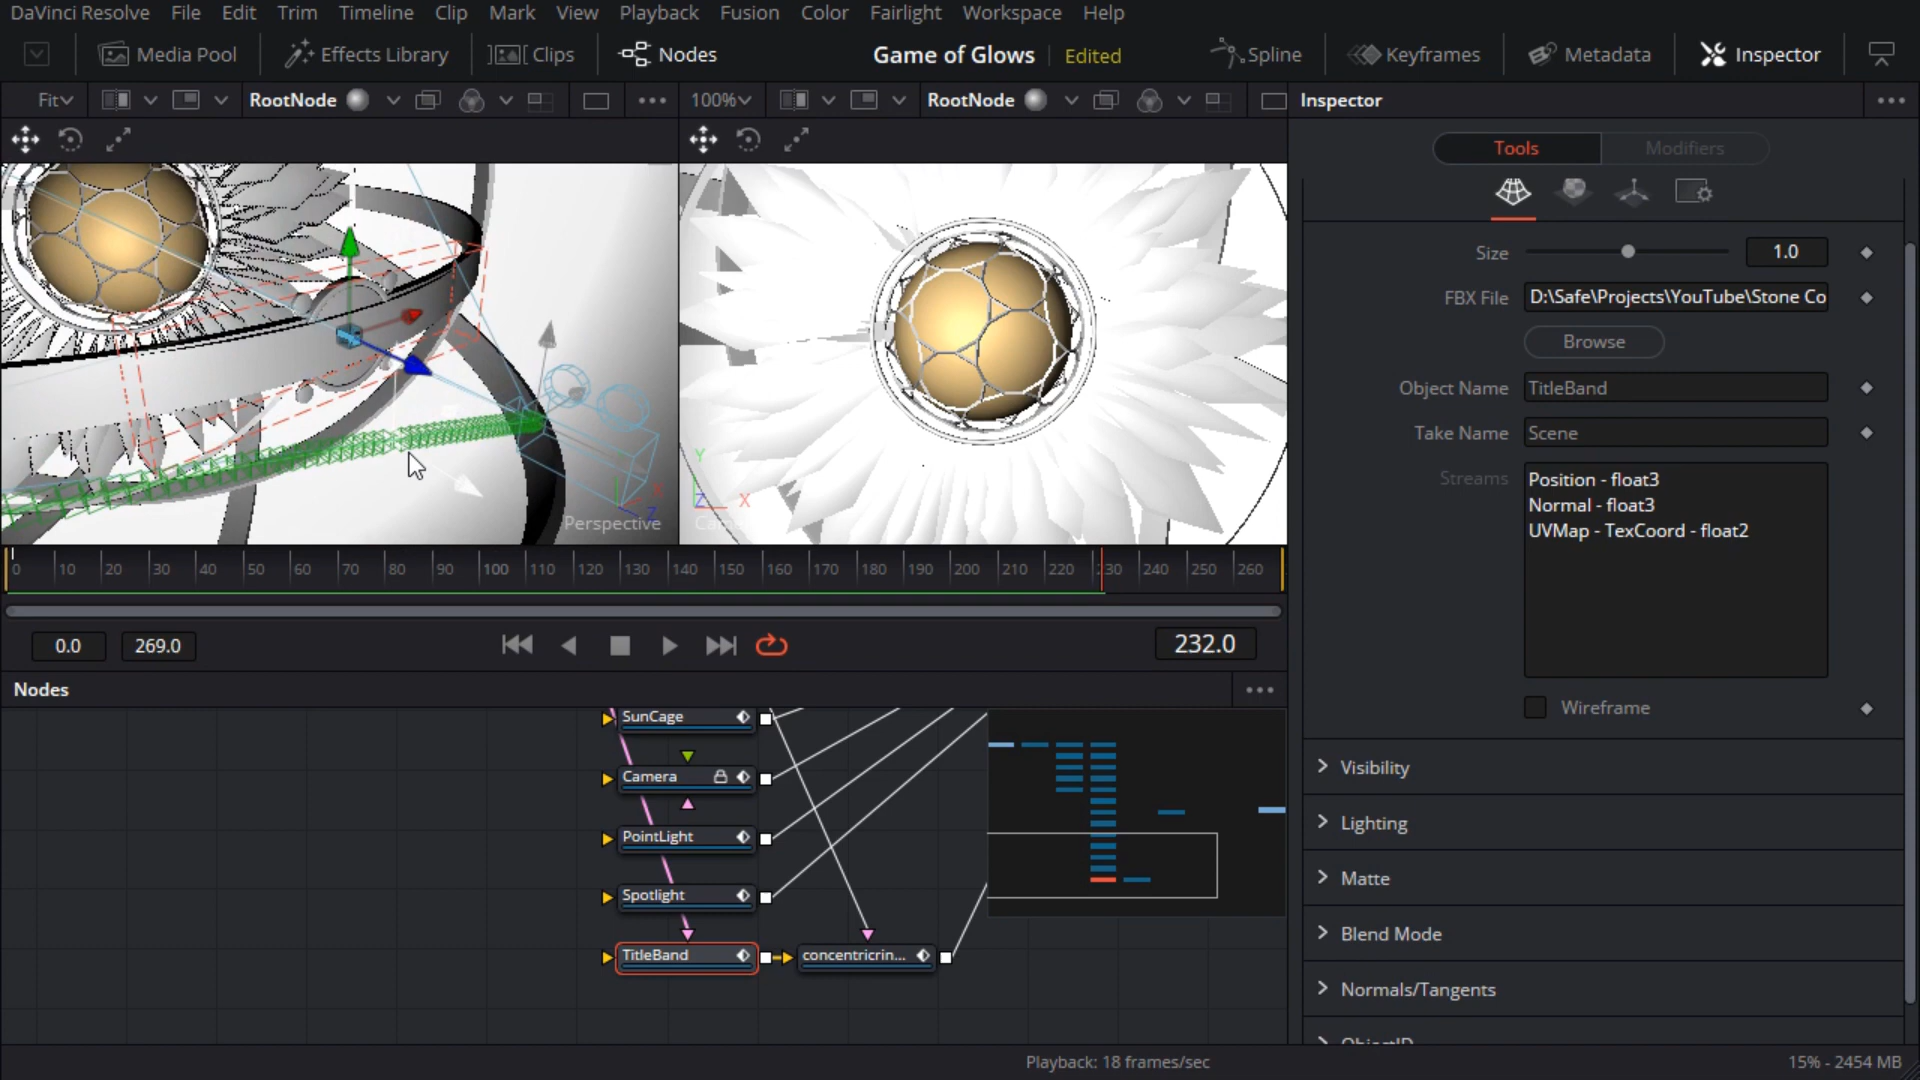 DaVinci Resolve File Edit Trim Timeline Clip Mark View Playback Fusion Color Fairlight Workspace Help
Media Pool Effects Library Clips Nodes Game of Glows Edited Spline Keyframes Metadata Inspector
Fit RootNode 100% RootNode Inspector
Tools Modifiers
Size 1.0
FBX File D:\Safe\Projects\YouTube\Stone Co
Browse
Object Name TitleBand
Take Name Scene
Streams Position - float3
Normal - float3
UVMap - TexCoord - float2
Wireframe
Visibility
Lighting
Matte
Blend Mode
Normals/Tangents
X Z Perspective
Y Z X
0 10 20 30 40 50 60 70 80 90 100 110 120 130 140 150 160 170 180 190 200 210 220 230 240 250 260
0.0 269.0 232.0
Nodes
SunCage
Camera
PointLight
Spotlight
TitleBand concentricrin...
Playback: 18 frames/sec 15% - 2454 MB